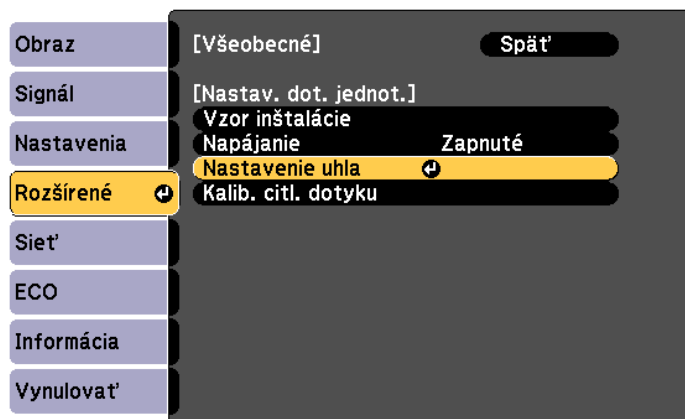 Obraz
Signál
Nastavenia
Rozšírené
Sieť
ECO
Informácia
Vynulovať
[Všeobecné] Späť
[Nastav. dot. jednot.]
Vzor inštalácie
Napájanie Zapnuté
Nastavenie uhla
Kalib. citl. dotyku